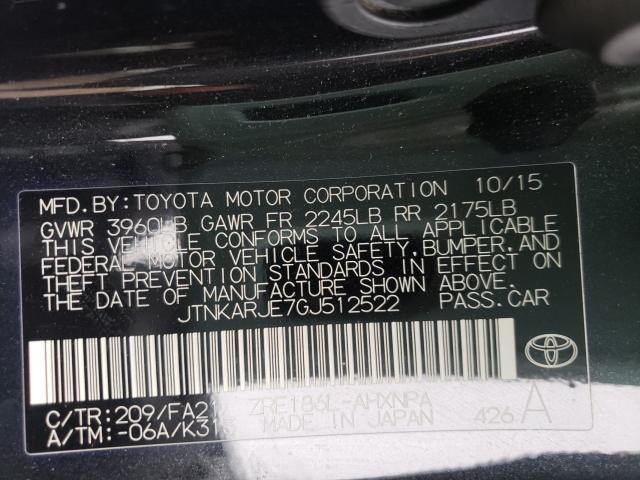 MFD. BY: TOYOTA MOTOR CORPORATION 10/15
GVWR 3960LB GAWR FR 2245LB RR 2175LB
THIS VEHICLE CONFORMS TO ALL APPLICABLE
FEDERAL MOTOR VEHICLE SAFETY, BUMPER, AND
THEFT PREVENTION STANDARDS IN EFFECT ON
THE DATE OF MANUFACTURE SHOWN ABOVE.
JTNKARJE7GJ512522 PASS. CAR
C/TR: 209/ ZRE186L-AHXNPA A
A/TM: -06A/ MADE IN JAPAN 426
TOYOTA